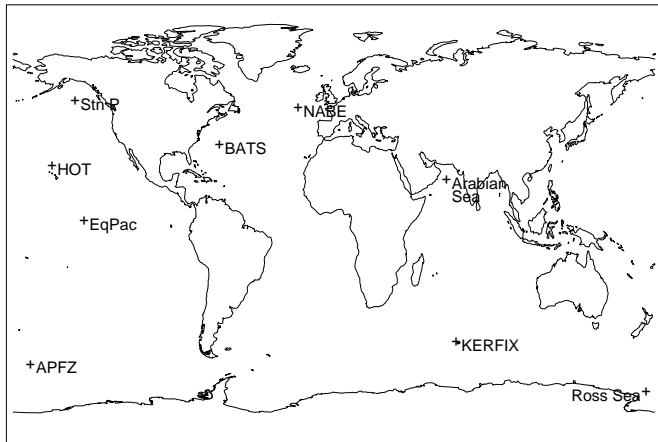 Stn P
NABE
BATS
HOT
Arabian
Sea
EqPac
KERFIX
APFZ
Ross Sea